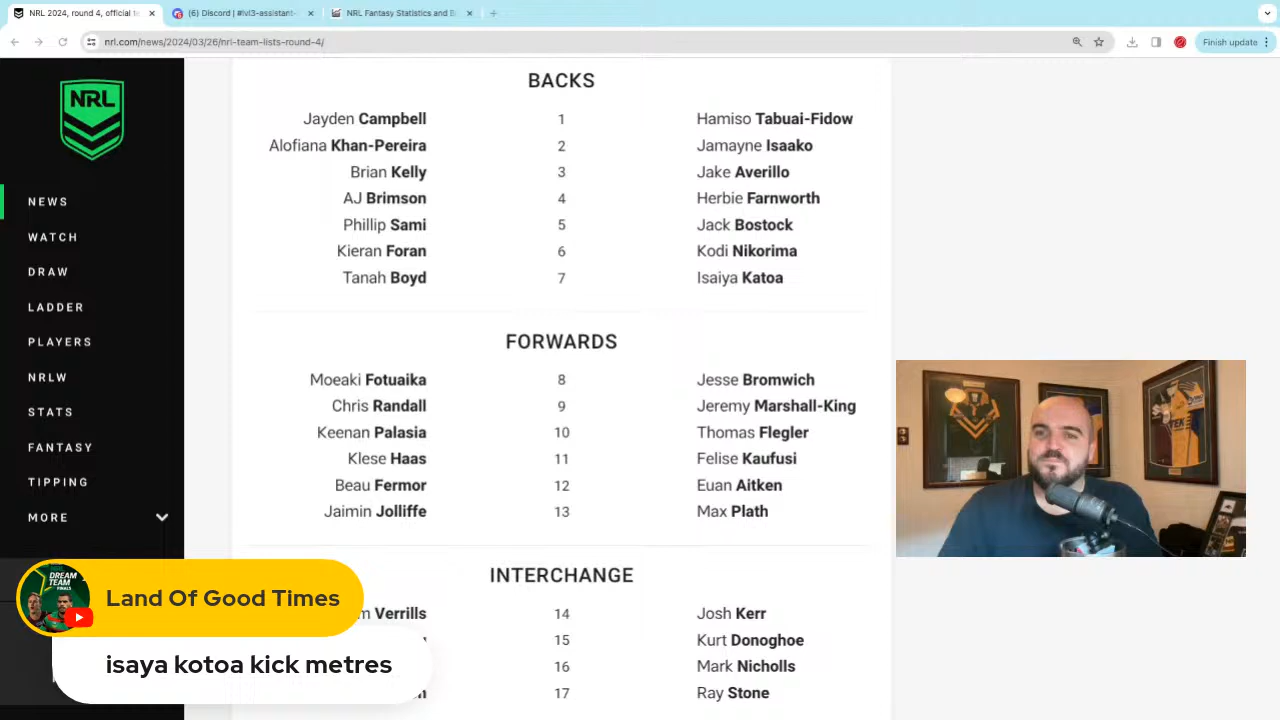 NRL 2024, round 4, official te
(6) Discord | #lvl3-assistant-
NRL Fantasy Statistics and B
nrl.com/news/2024/03/26/nrl-team-lists-round-4/
Finish update
NRL
NEWS
WATCH
DRAW
LADDER
PLAYERS
NRLW
STATS
FANTASY
TIPPING
MORE
BACKS
Jayden Campbell 1 Hamiso Tabuai-Fidow
Alofiana Khan-Pereira 2 Jamayne Isaako
Brian Kelly 3 Jake Averillo
AJ Brimson 4 Herbie Farnworth
Phillip Sami 5 Jack Bostock
Kieran Foran 6 Kodi Nikorima
Tanah Boyd 7 Isaiya Katoa
FORWARDS
Moeaki Fotuaika 8 Jesse Bromwich
Chris Randall 9 Jeremy Marshall-King
Keenan Palasia 10 Thomas Flegler
Klese Haas 11 Felise Kaufusi
Beau Fermor 12 Euan Aitken
Jaimin Jolliffe 13 Max Plath
INTERCHANGE
Verrills 14 Josh Kerr
15 Kurt Donoghoe
16 Mark Nicholls
17 Ray Stone
DREAM
TEAM
FINALS
Land Of Good Times
isaya kotoa kick metres